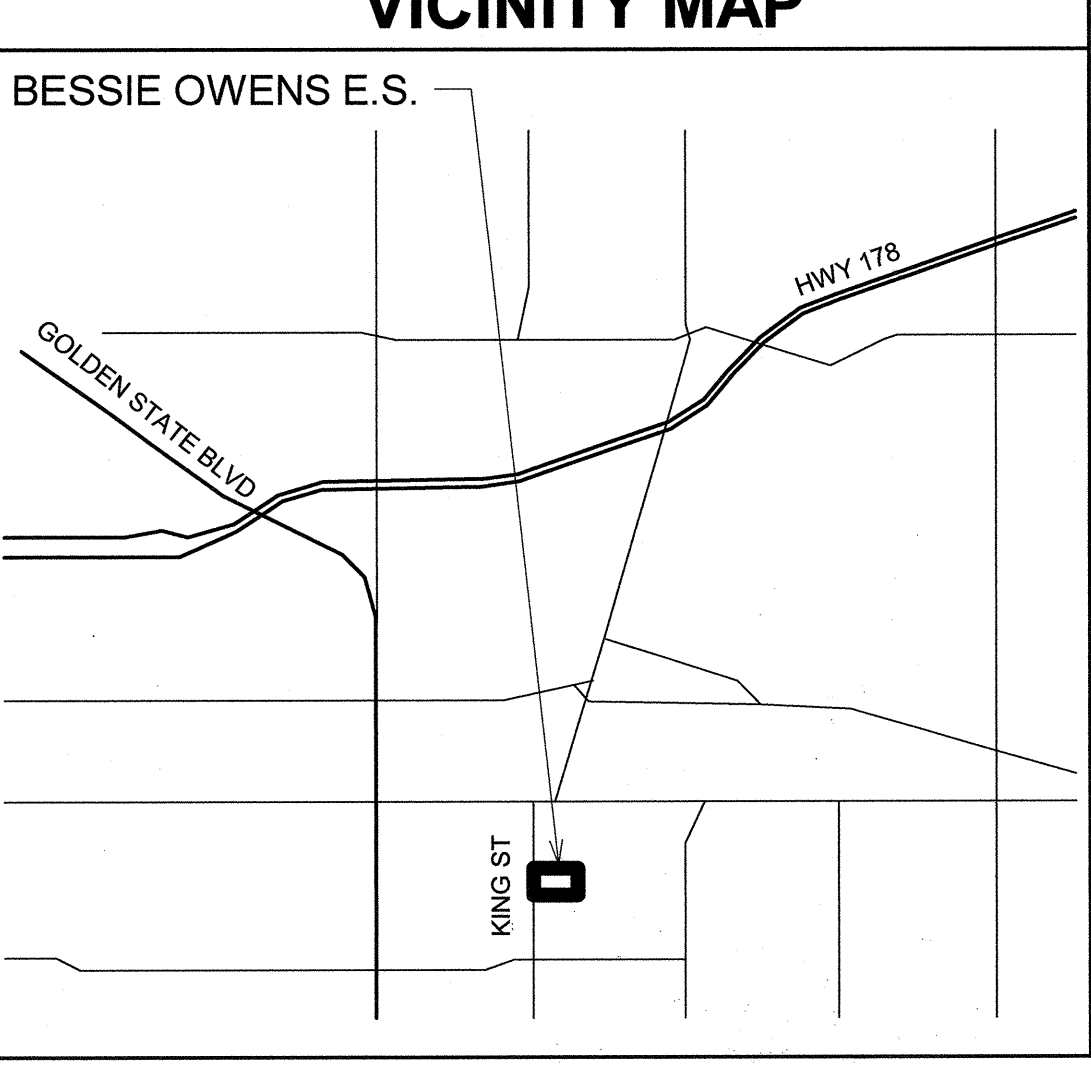 VICINITY MAP
BESSIE OWENS E.S.
HWY 178
GOLDEN STATE BLVD
KING ST